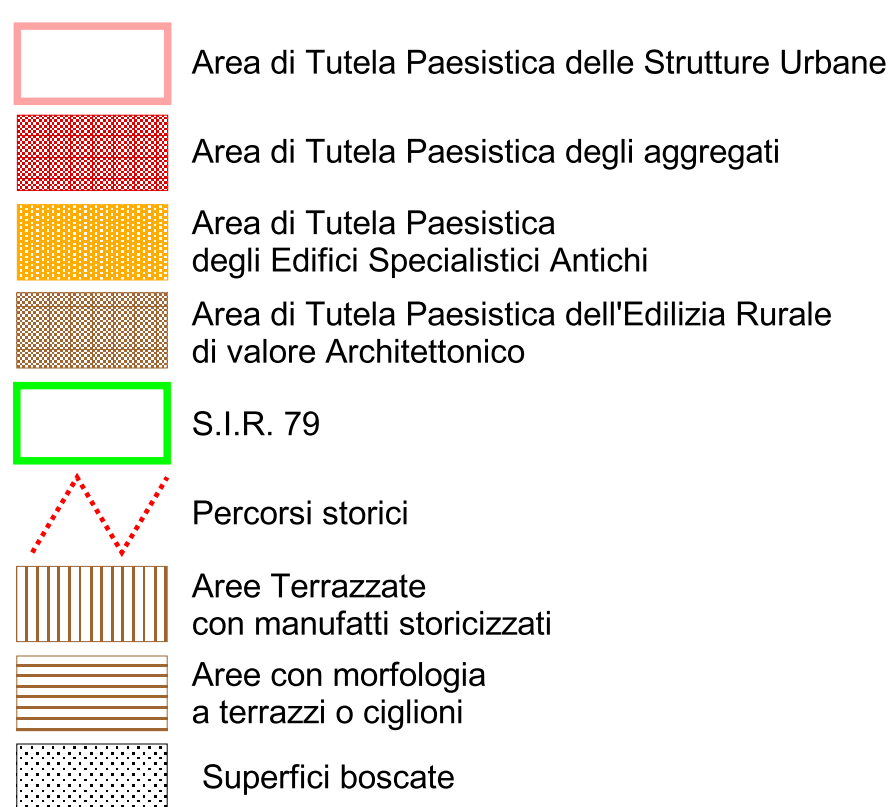 Area di Tutela Paesistica delle Strutture Urbane
Area di Tutela Paesistica degli aggregati
Area di Tutela Paesistica
degli Edifici Specialistici Antichi
Area di Tutela Paesistica dell'Edilizia Rurale
di valore Architettonico
S.I.R. 79
Percorsi storici
Aree Terrazzate
con manufatti storicizzati
Aree con morfologia
a terrazzi o ciglioni
Superfici boscate